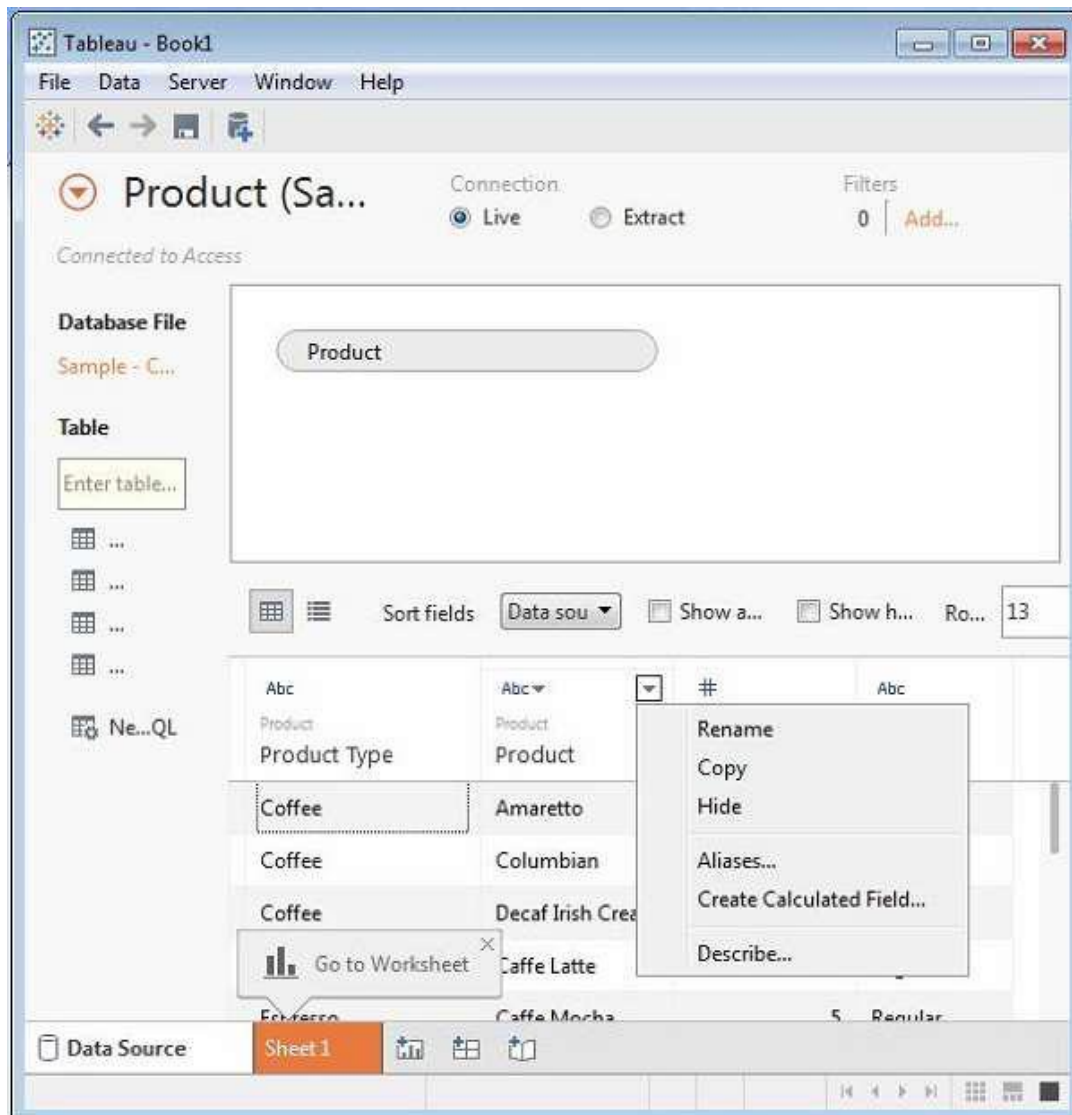 Tableau - Book1
File Data Server Window Help
Product (Sa...
Connection
Live Extract
Filters
0 Add...
Connected to Access
Database File
Sample - C...
Product
Table
Enter table...
...
...
...
...
Ne...QL
Sort fields Data sou Show a... Show h... Ro... 13
Abc Abc # Abc
Product Product
Product Type Product
Rename
Copy
Hide
Aliases...
Create Calculated Field...
Describe...
Coffee Amaretto
Coffee Columbian
Coffee Decaf Irish Crea
Caffe Latte
Go to Worksheet
Espresso Caffe Mocha 5 Regular
Data Source Sheet 1